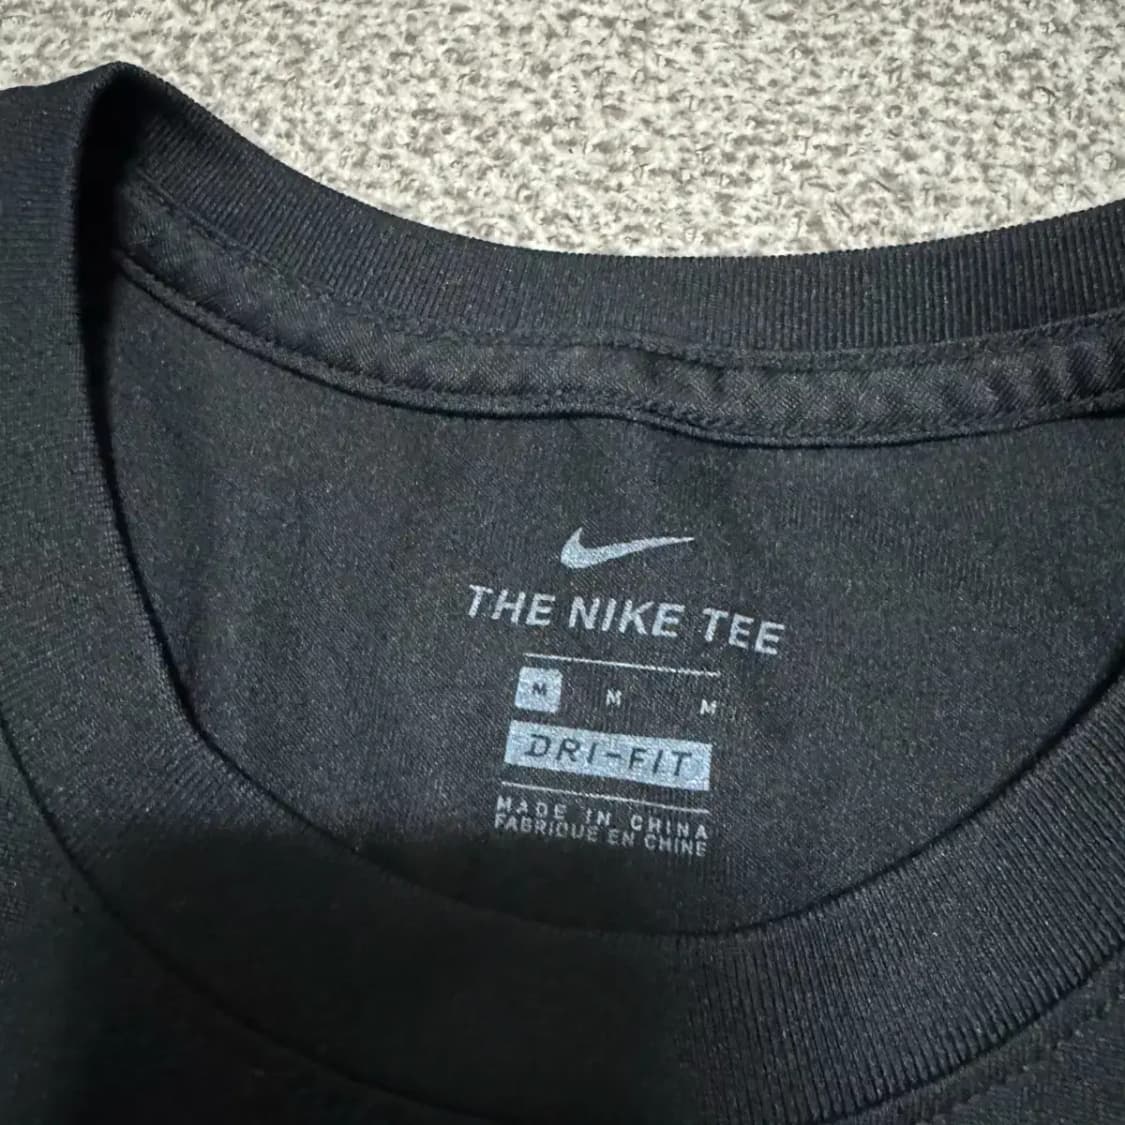 THE NIKE TEE
M M M
DRI-FIT
MADE IN CHINA
FABRIQUE EN CHINE